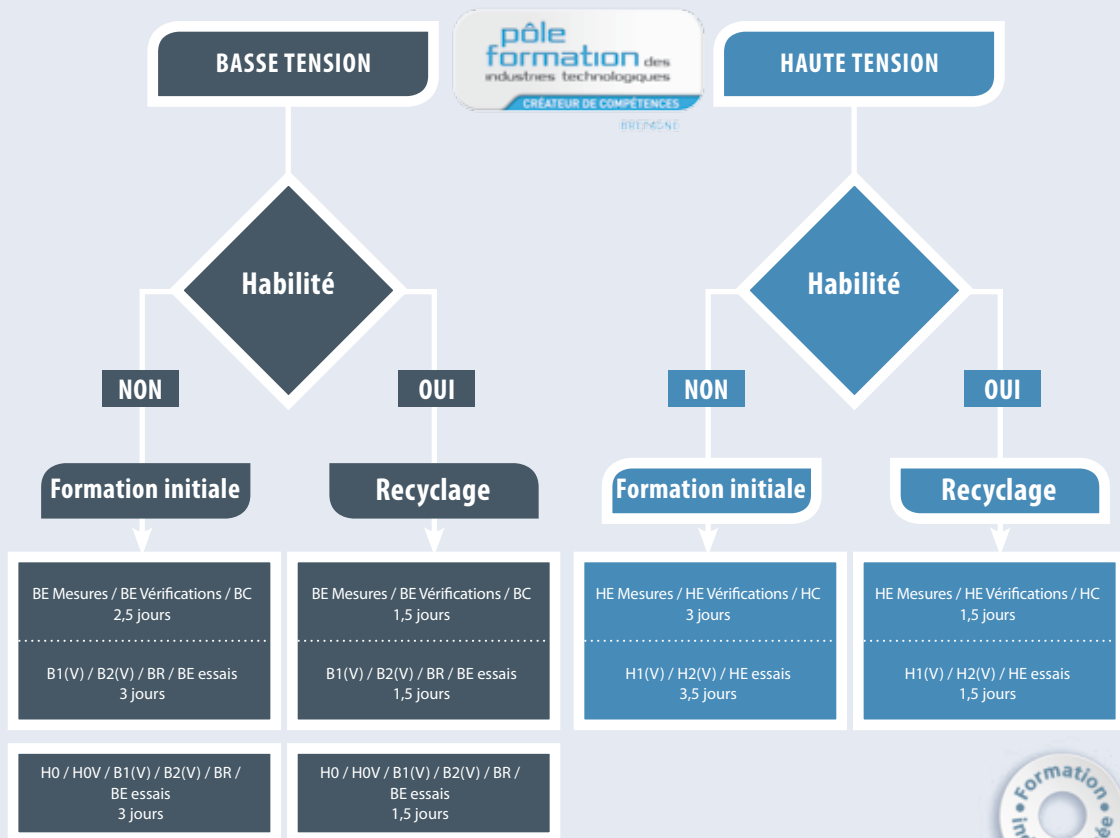 BASSE TENSION
pôle
formation des
industries technologiques
CRÉATEUR DE COMPÉTENCES
BRETAGNE
HAUTE TENSION
Habilité
Habilité
NON
OUI
NON
OUI
Formation initiale
Recyclage
Formation initiale
Recyclage
BE Mesures / BE Vérifications / BC
2,5 jours
B1(V) / B2(V) / BR / BE essais
3 jours
BE Mesures / BE Vérifications / BC
1,5 jours
B1(V) / B2(V) / BR / BE essais
1,5 jours
HE Mesures / HE Vérifications / HC
3 jours
H1(V) / H2(V) / HE essais
3,5 jours
HE Mesures / HE Vérifications / HC
1,5 jours
H1(V) / H2(V) / HE essais
1,5 jours
H0 / H0V / B1(V) / B2(V) / BR /
BE essais
3 jours
H0 / H0V / B1(V) / B2(V) / BR /
BE essais
1,5 jours
Formation